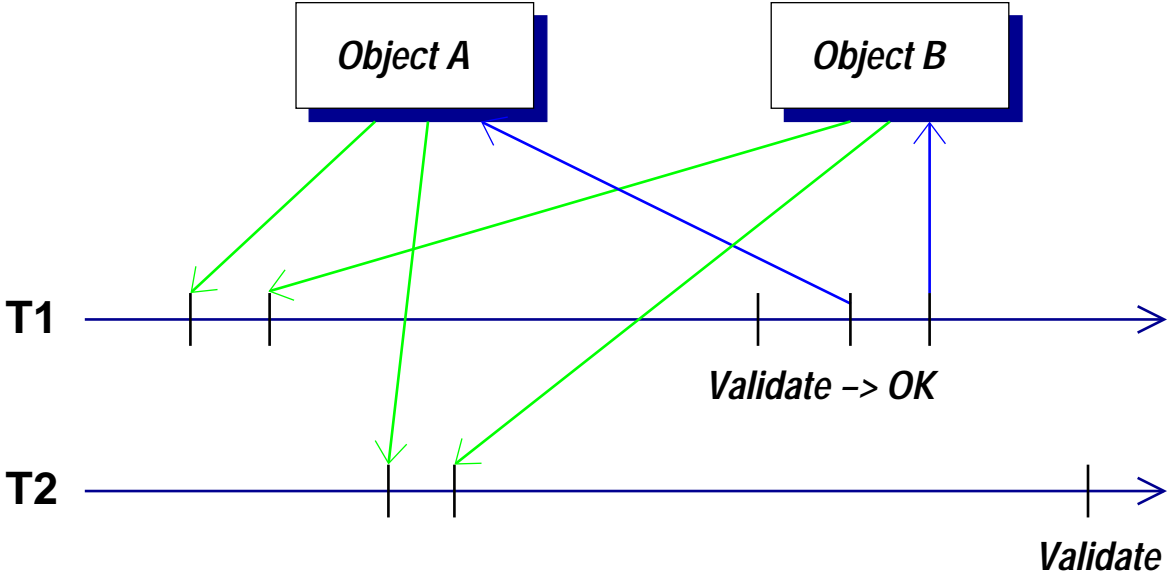 Object A
Object B
T1
Validate –> OK
T2
Validate